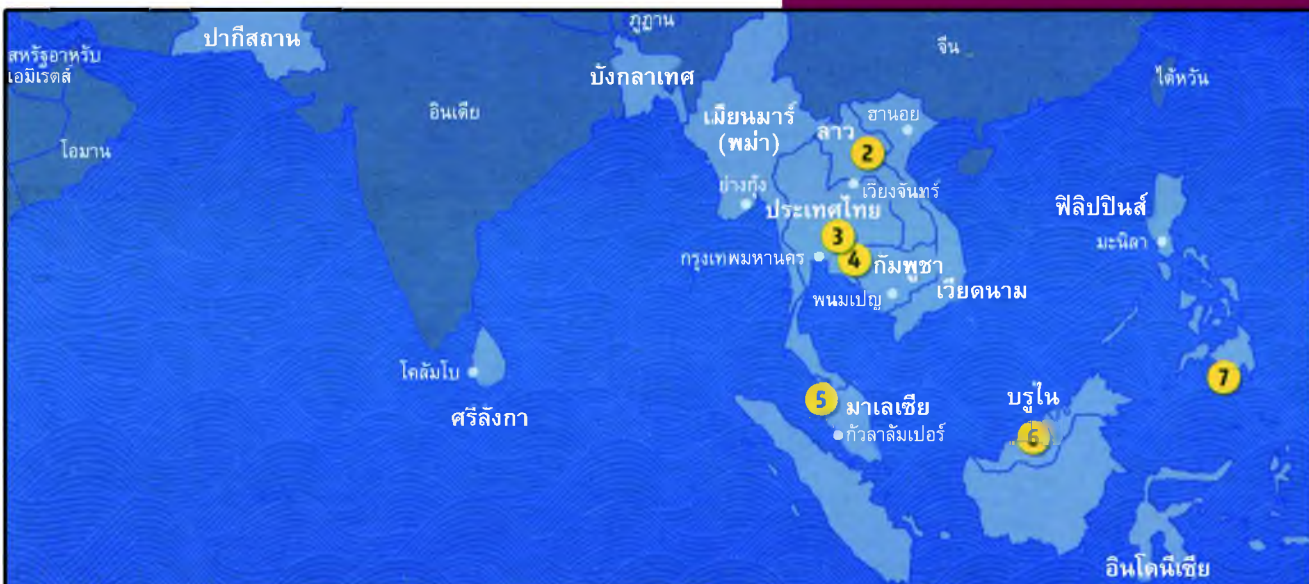 ภูฏาน
ปากีสถาน
จีน
สหรัฐอาหรับ
เอมิเรตส์
บังกลาเทศ
ไต้หวัน
อินเดีย
เมียนมาร์
(พม่า)
ฮานอย
ลาว
โอมาน
2
ย่างกุ้ง
เวียงจันทร์
ประเทศไทย
ฟิลิปปินส์
3
มะนิลา
กรุงเทพมหานคร
4
กัมพูชา
พนมเปญ
เวียดนาม
โคลัมโบ
7
5
บรูไน
ศรีลังกา
มาเลเซีย
กัวลาลัมเปอร์
6
อินโดนีเซีย